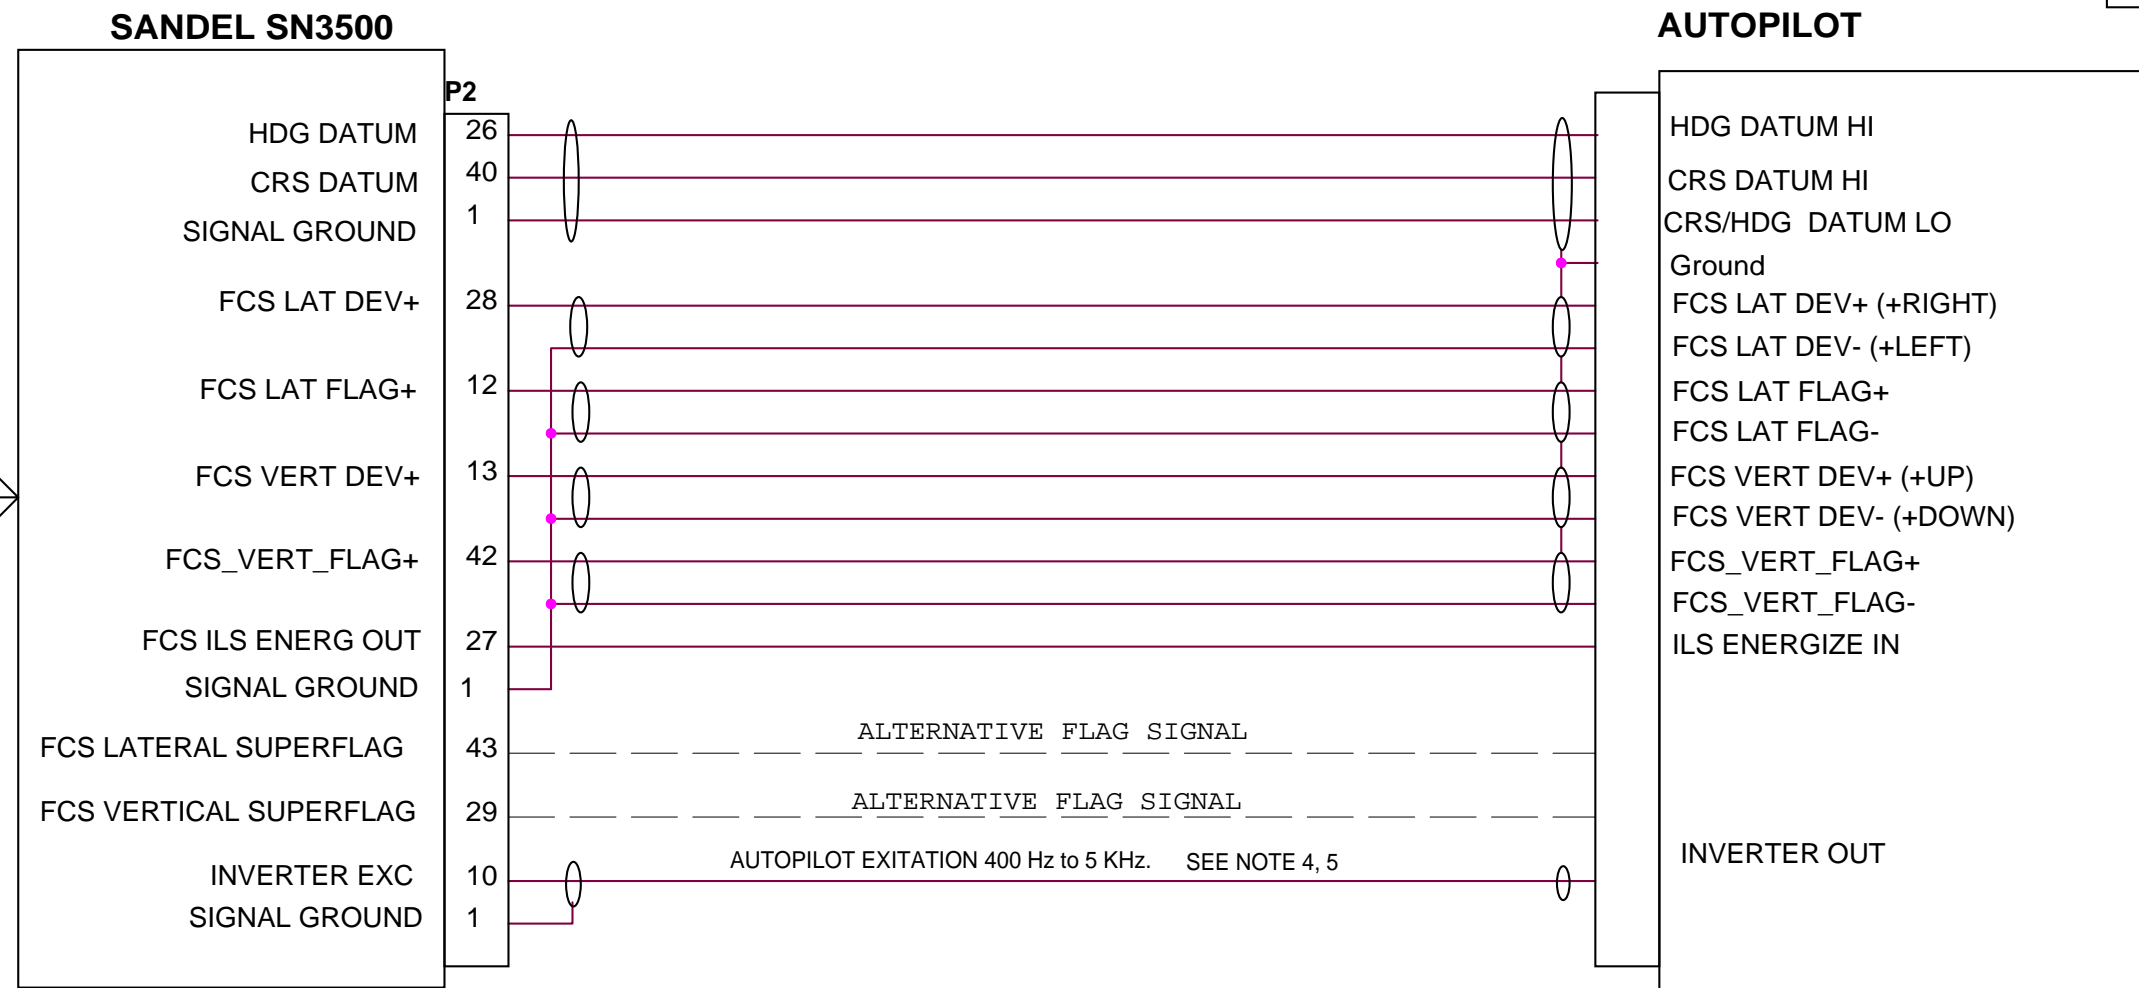 SANDEL SN3500
AUTOPILOT
P2
HDG DATUM 26 HDG DATUM HI
CRS DATUM 40 CRS DATUM HI
SIGNAL GROUND 1 CRS/HDG DATUM LO
Ground
FCS LAT DEV+ 28 FCS LAT DEV+ (+RIGHT)
FCS LAT DEV- (+LEFT)
FCS LAT FLAG+ 12 FCS LAT FLAG+
FCS LAT FLAG-
FCS VERT DEV+ 13 FCS VERT DEV+ (+UP)
FCS VERT DEV- (+DOWN)
FCS_VERT_FLAG+ 42 FCS_VERT_FLAG+
FCS_VERT_FLAG-
FCS ILS ENERG OUT 27 ILS ENERGIZE IN
SIGNAL GROUND 1
FCS LATERAL SUPERFLAG 43 ALTERNATIVE FLAG SIGNAL
FCS VERTICAL SUPERFLAG 29 ALTERNATIVE FLAG SIGNAL
INVERTER EXC 10 AUTOPILOT EXITATION 400 Hz to 5 KHz. SEE NOTE 4, 5 INVERTER OUT
SIGNAL GROUND 1